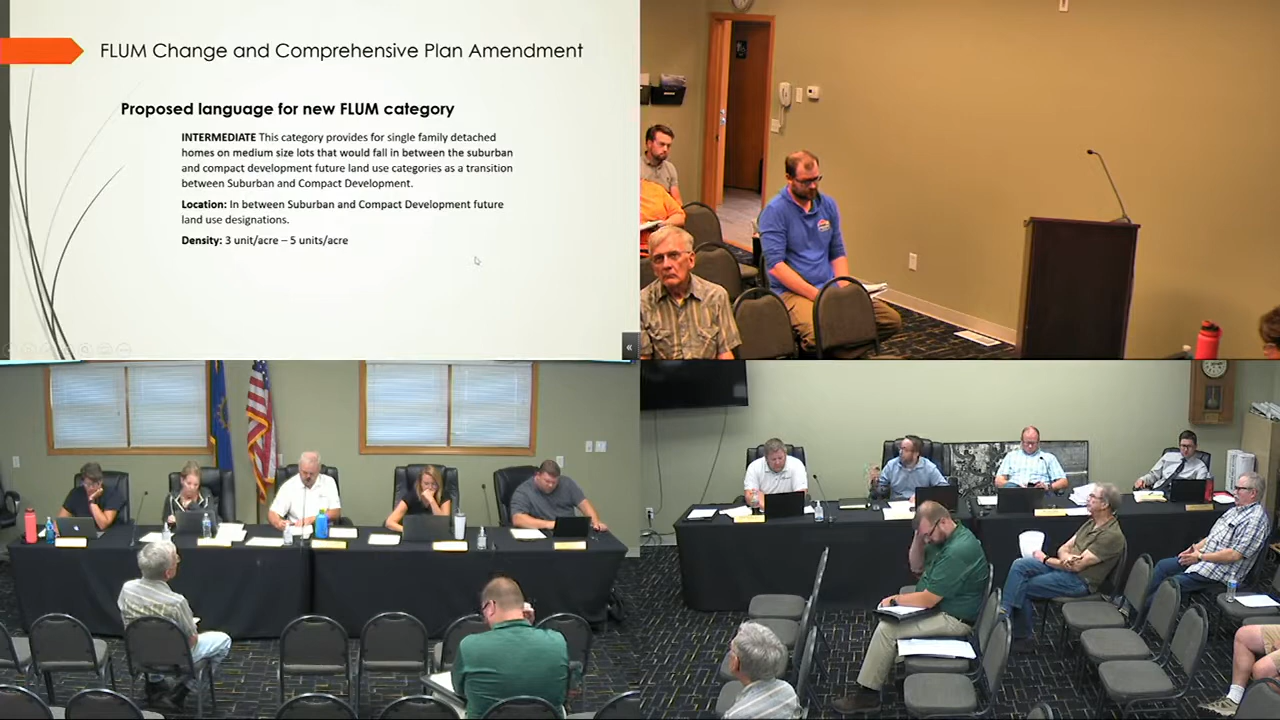 FLUM Change and Comprehensive Plan Amendment
Proposed language for new FLUM category
INTERMEDIATE This category provides for single family detached
homes on medium size lots that would fall in between the suburban
and compact development future land use categories as a transition
between Suburban and Compact Development.
Location: In between Suburban and Compact Development future
land use designations.
Density: 3 unit/acre – 5 units/acre
«